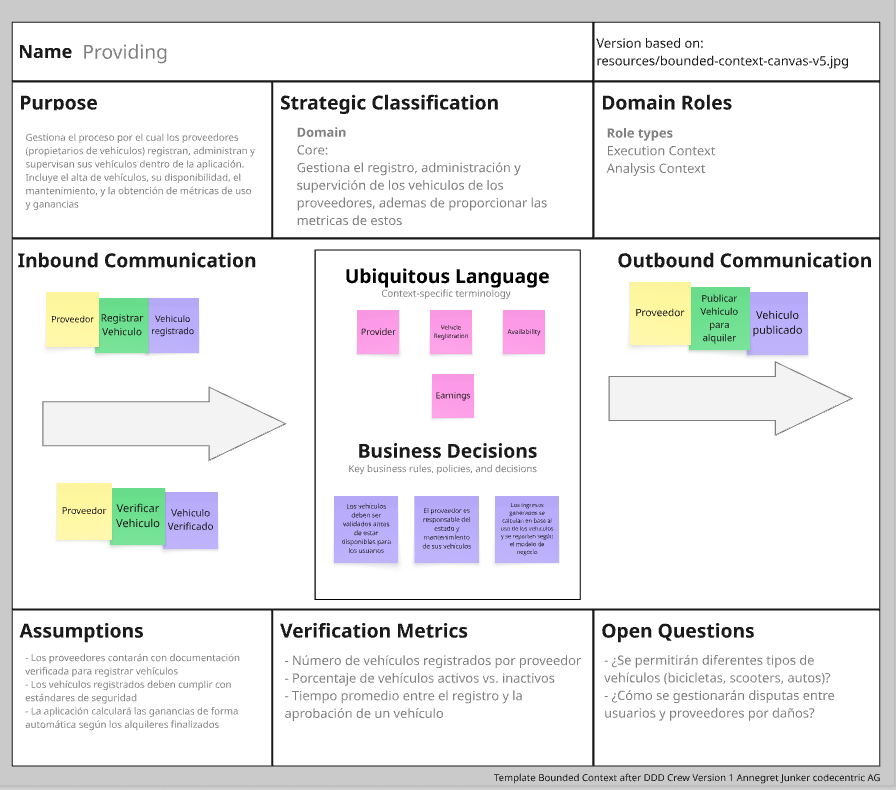 Name Providing
Version based on:
resources/bounded-context-canvas-v5.jpg
Purpose
Gestiona el proceso por el cual los proveedores
(propietarios de vehículos) registran, administran y
supervisan sus vehículos dentro de la aplicación.
Incluye el alta de vehículos, su disponibilidad, el
mantenimiento, y la obtención de métricas de uso
y ganancias
Strategic Classification
Domain
Core:
Gestiona el registro, administración y
supervición de los vehiculos de los
proveedores, ademas de proporcionar las
metricas de estos
Domain Roles
Role types
Execution Context
Analysis Context
Inbound Communication
Proveedor
Registrar
Vehiculo
Vehiculo
registrado
Proveedor
Verificar
Vehiculo
Vehiculo
Verificado
Ubiquitous Language
Context-specific terminology
Provider
Vehicle
Registration
Availability
Earnings
Business Decisions
Key business rules, policies, and decisions
Los vehiculos
deben ser
validados antes
de estar
disponibles para
los usuarios
El proveedor es
responsable del
estado y
mantenimiento
de sus vehiculos
Los ingresos
generados se
calculan en base al
uso de los vehiculos
y se reparten según
el modelo de
negocio
Outbound Communication
Proveedor
Publicar
Vehiculo
para
alquiler
Vehiculo
publicado
Assumptions
- Los proveedores contarán con documentación
verificada para registrar vehículos
- Los vehículos registrados deben cumplir con
estándares de seguridad
- La aplicación calculará las ganancias de forma
automática según los alquileres finalizados
Verification Metrics
- Número de vehículos registrados por proveedor
- Porcentaje de vehículos activos vs. inactivos
- Tiempo promedio entre el registro y la
aprobación de un vehículo
Open Questions
- ¿Se permitirán diferentes tipos de
vehículos (bicicletas, scooters, autos)?
- ¿Cómo se gestionarán disputas entre
usuarios y proveedores por daños?
Template Bounded Context after DDD Crew Version 1 Annegret Junker codecentric AG